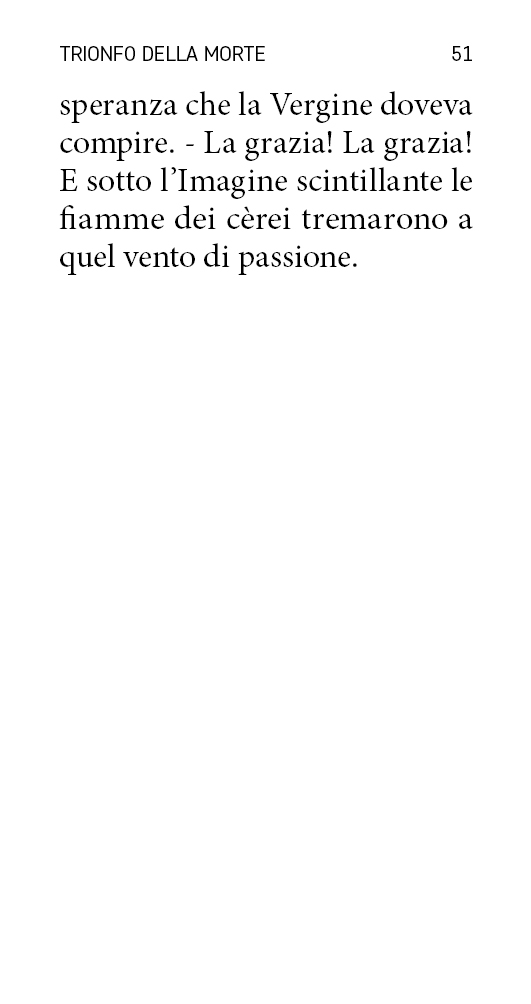 TRIONFO DELLA MORTE 51
speranza che la Vergine doveva
compire. - La grazia! La grazia!
E sotto l’Imagine scintillante le
fiamme dei cèrei tremarono a
quel vento di passione.